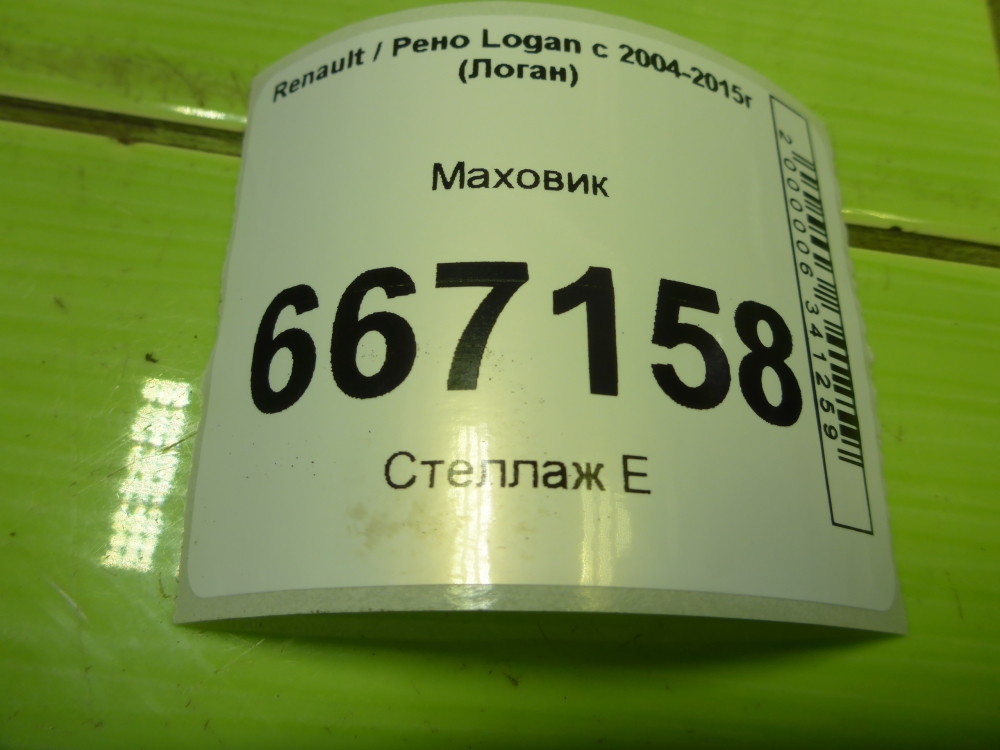 Renault / Рено Logan с 2004-2015г
(Логан)
Маховик
667158
Стеллаж Е
2000006341259